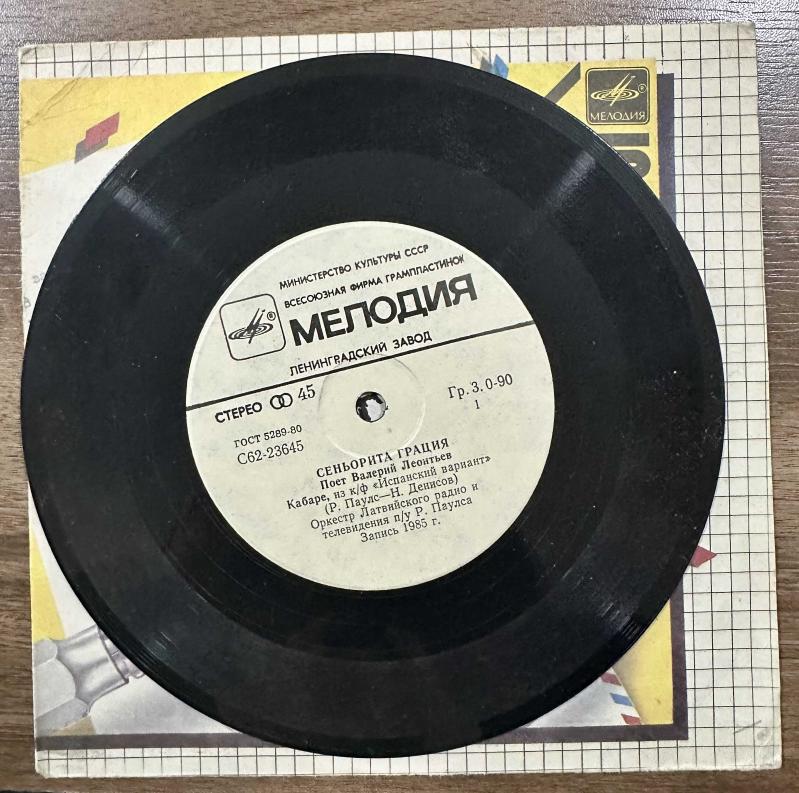 МЕЛОДИЯ
МИНИСТЕРСТВО КУЛЬТУРЫ СССР
ВСЕСОЮЗНАЯ ФИРМА ГРАМПЛАСТИНОК
® МЕЛОДИЯ
ЛЕНИНГРАДСКИЙ ЗАВОД
СТЕРЕО 45
Гр. 3. 0-90
ГОСТ 5289-80
1
С62-23645
СЕНЬОРИТА ГРАЦИЯ
Поет Валерий Леонтьев
Кабаре, из к/ф «Испанский вариант»
(Р. Паулс—Н. Денисов)
Оркестр Латвийского радио и
телевидения п/у Р. Паулса
Запись 1985 г.